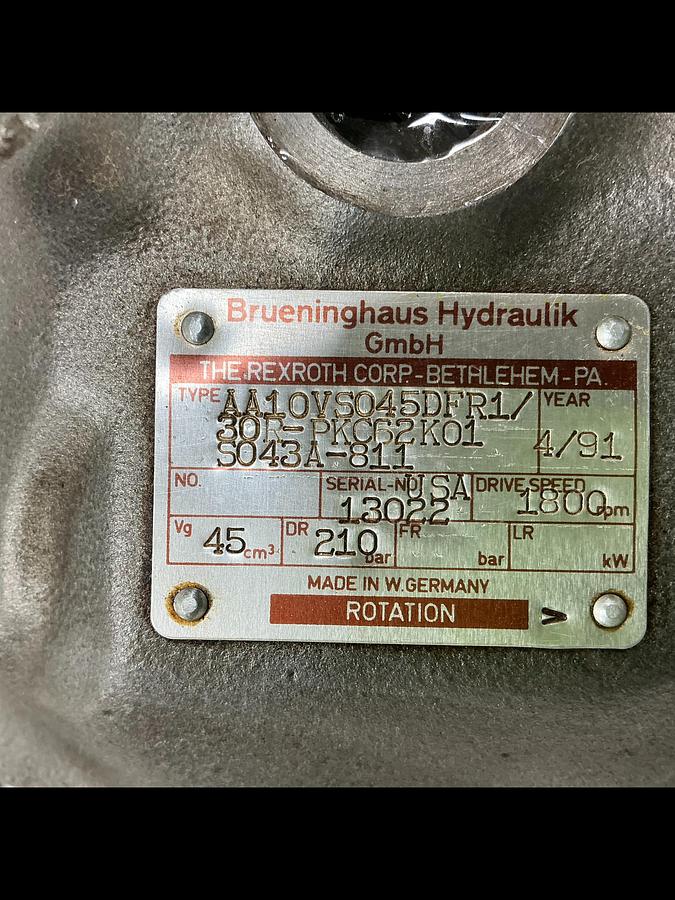 Brueninghaus Hydraulik
GmbH
THE REXROTH CORP.-BETHLEHEM-PA.
TYPE AA10VSO45DFR1/
30R-PKC62K01
SO43A-811
YEAR
4/91
NO.
SERIAL-NO USA
13022
DRIVE SPEED
1800 rpm
Vg 45 cm³
DR 210 bar
FR bar
LR kW
MADE IN W.GERMANY
ROTATION >